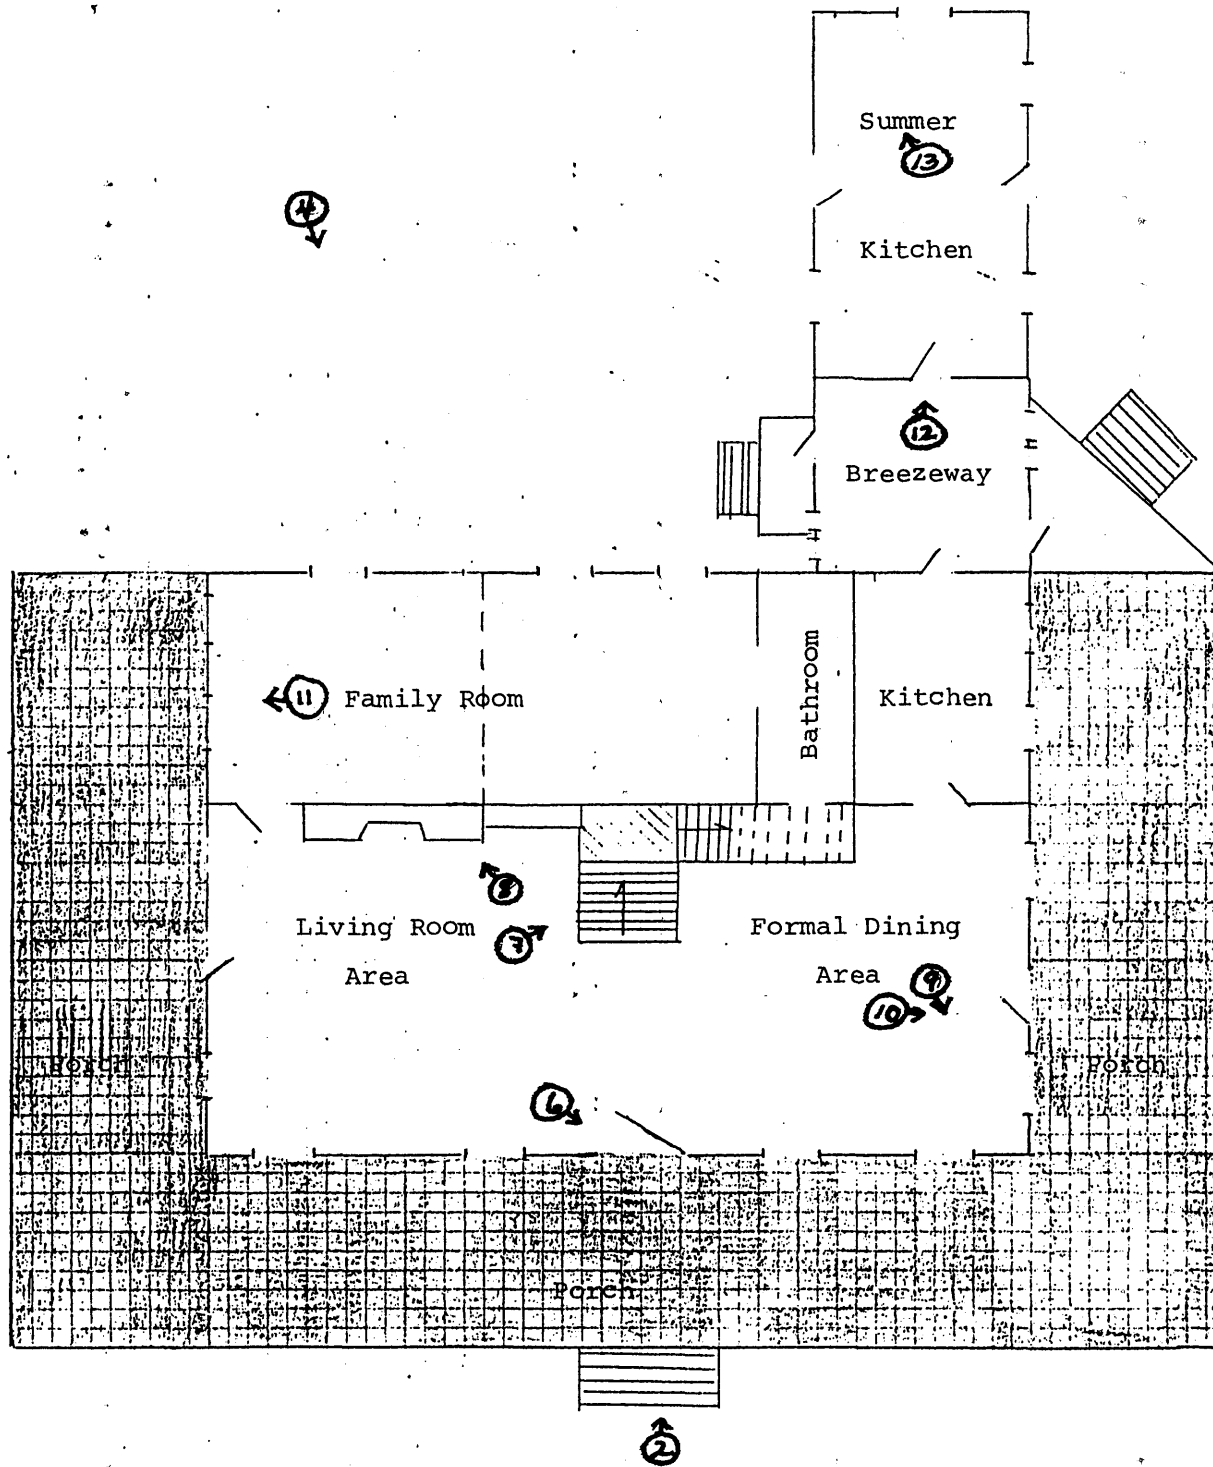 Summer
13
4
Kitchen
12
Breezeway
11 Family Room
Bathroom
Kitchen
8
Living Room
Area
7
Formal Dining
Area
9
10
Porch
Porch
6
Porch
2